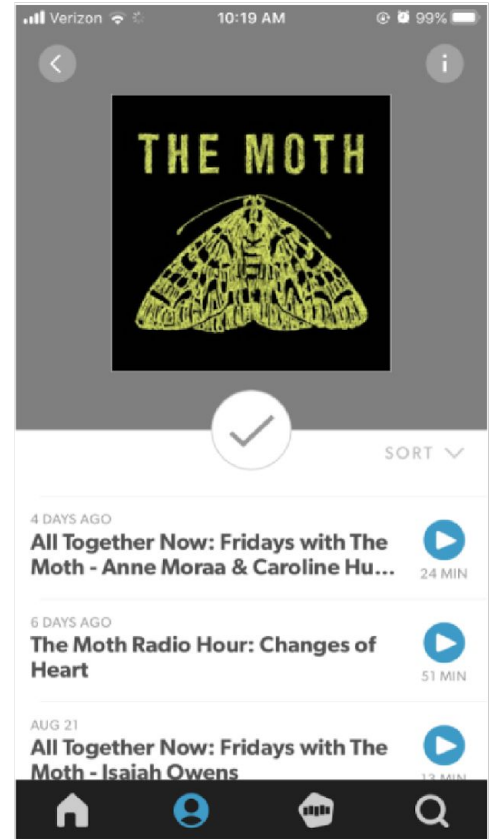 Verizon 10:19 AM 99%
i
THE MOTH
SORT
4 DAYS AGO
All Together Now: Fridays with The
Moth - Anne Moraa & Caroline Hu...
24 MIN
6 DAYS AGO
The Moth Radio Hour: Changes of
Heart
51 MIN
AUG 21
All Together Now: Fridays with The
Moth - Isaiah Owens
13 MIN